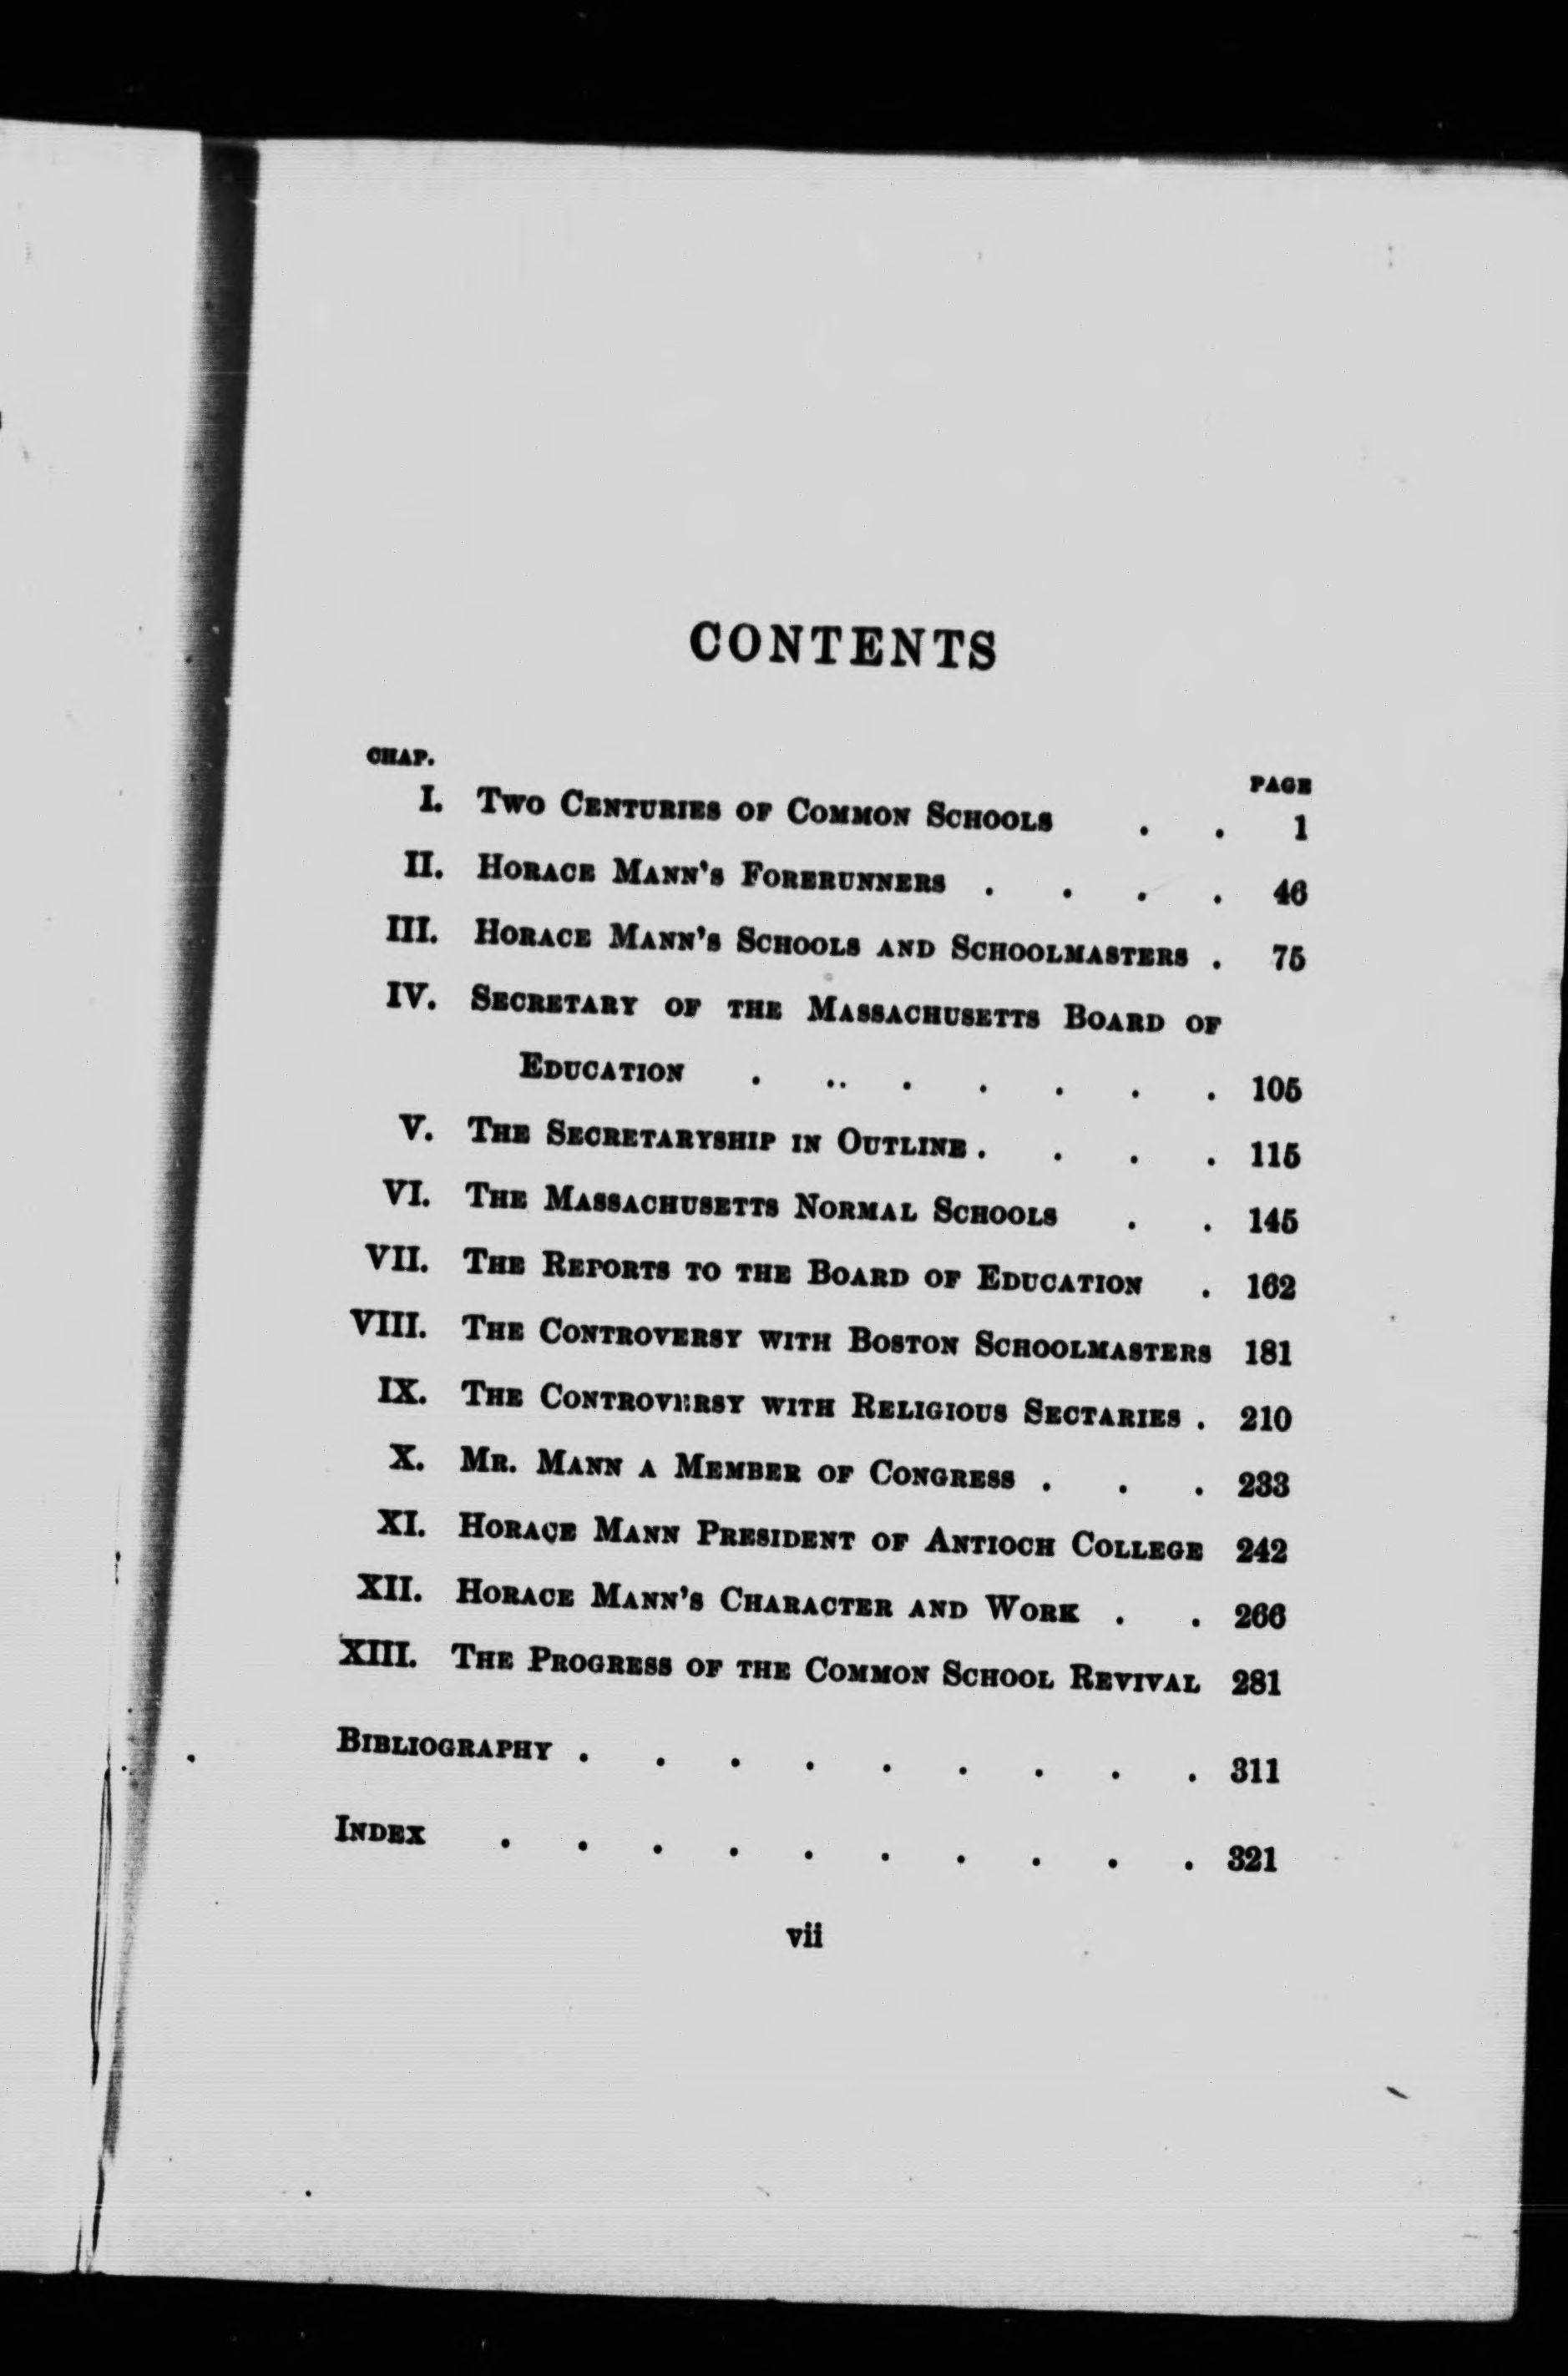 CONTENTS
CHAP.
PAGE
I. TWO CENTURIES OF COMMON SCHOOLS . . 1
II. HORACE MANN'S FORERUNNERS . . . . 46
III. HORACE MANN'S SCHOOLS AND SCHOOLMASTERS . 75
IV. SECRETARY OF THE MASSACHUSETTS BOARD OF
EDUCATION . .. . . . . . 105
V. THE SECRETARYSHIP IN OUTLINE . . . . 115
VI. THE MASSACHUSETTS NORMAL SCHOOLS . . 145
VII. THE REPORTS TO THE BOARD OF EDUCATION . 162
VIII. THE CONTROVERSY WITH BOSTON SCHOOLMASTERS 181
IX. THE CONTROVERSY WITH RELIGIOUS SECTARIES . 210
X. MR. MANN A MEMBER OF CONGRESS . . . 233
XI. HORACE MANN PRESIDENT OF ANTIOCH COLLEGE 242
XII. HORACE MANN'S CHARACTER AND WORK . . 266
XIII. THE PROGRESS OF THE COMMON SCHOOL REVIVAL 281
BIBLIOGRAPHY . . . . . . . . . 311
INDEX . . . . . . . . . . 321
vii